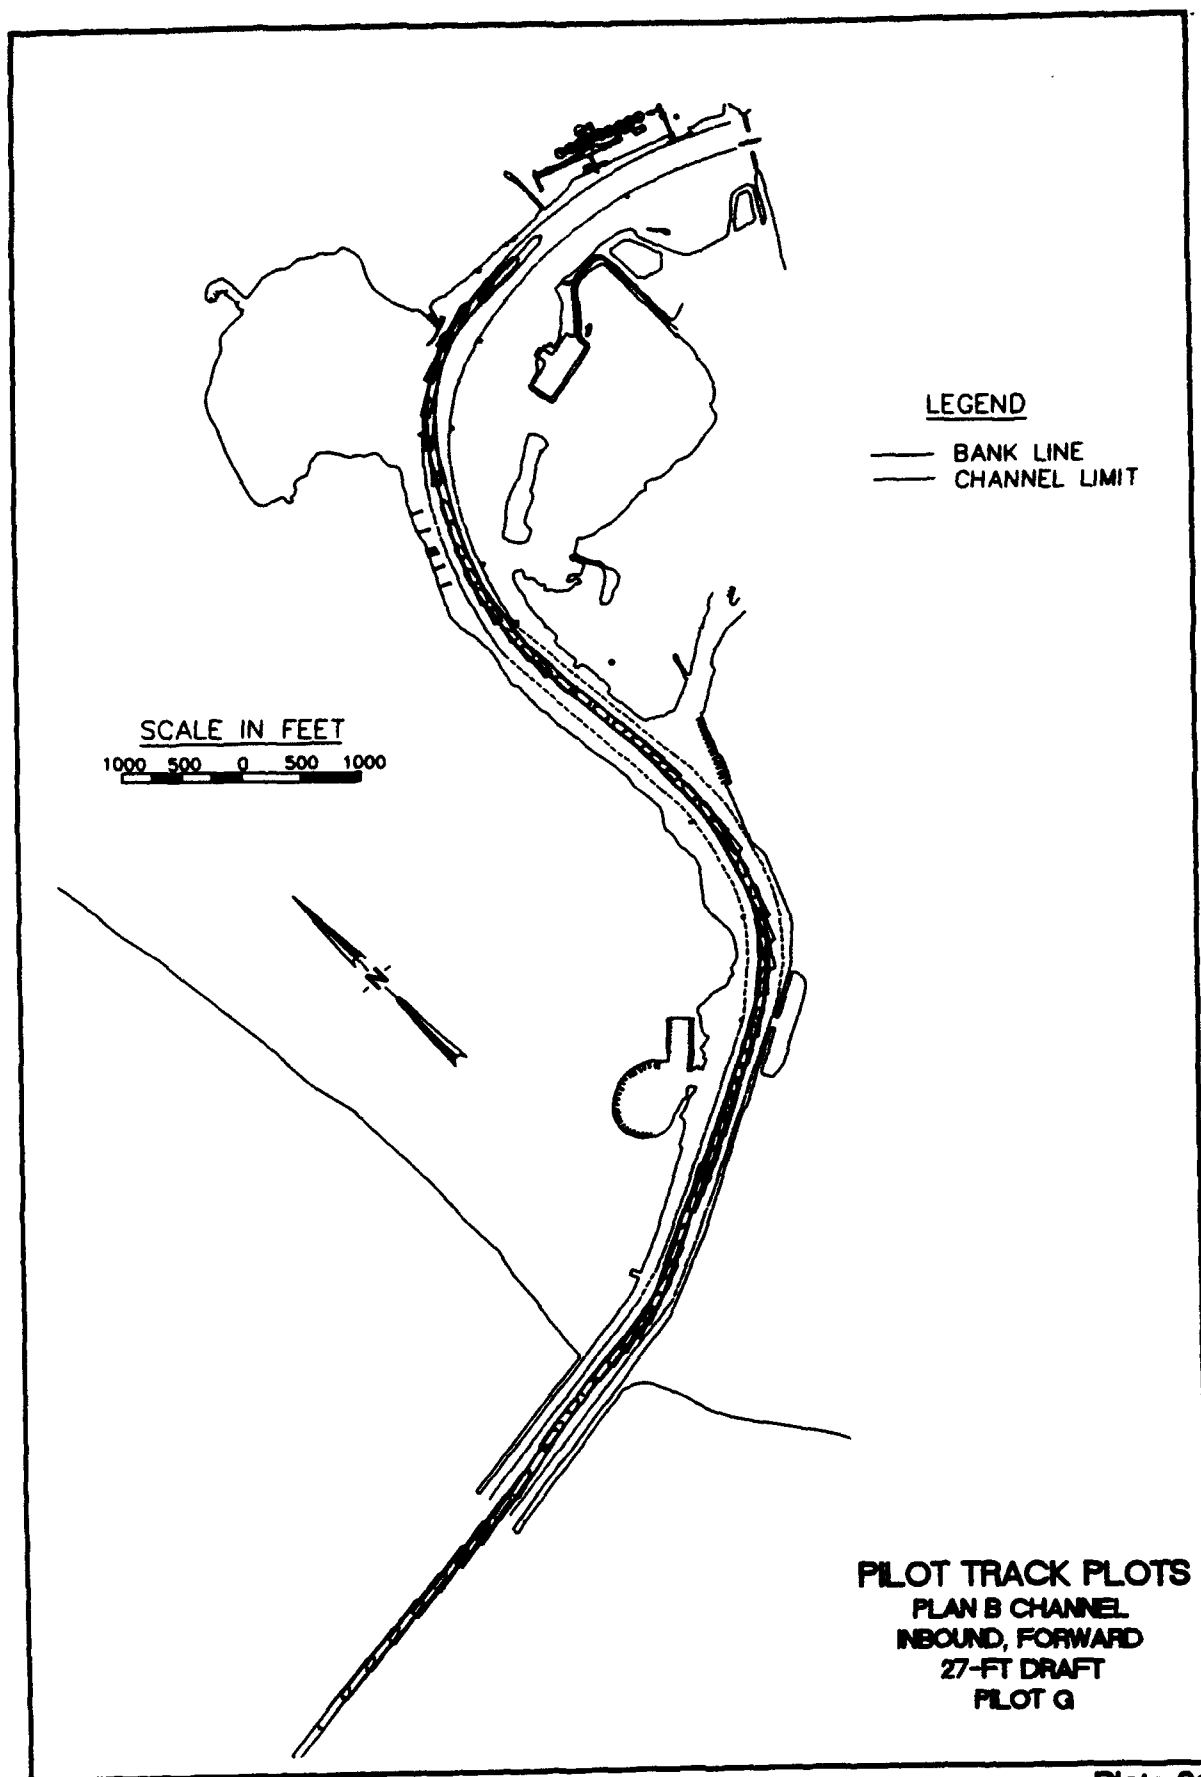 LEGEND
BANK LINE
CHANNEL LIMIT
SCALE IN FEET
1000 500 0 500 1000
N
PILOT TRACK PLOTS
PLAN B CHANNEL
INBOUND, FORWARD
27-FT DRAFT
PILOT G